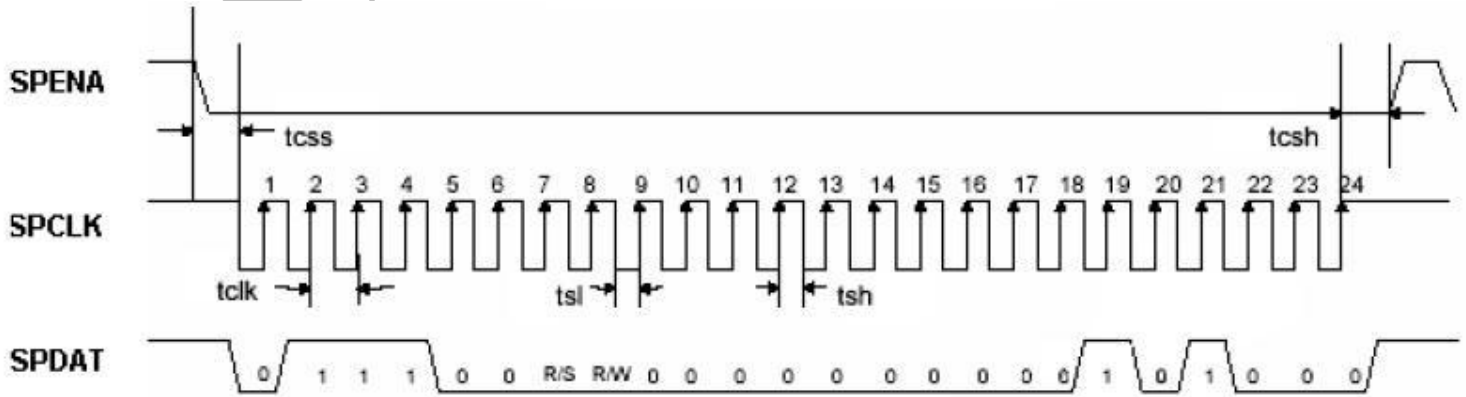 SPENA
tcss
tcsh
1 2 3 4 5 6 7 8 9 10 11 12 13 14 15 16 17 18 19 20 21 22 23 24
SPCLK
tclk
tsl
tsh
SPDAT
0 1 1 1 0 0 R/S R/W 0 0 0 0 0 0 0 0 0 0 1 0 1 0 0 0